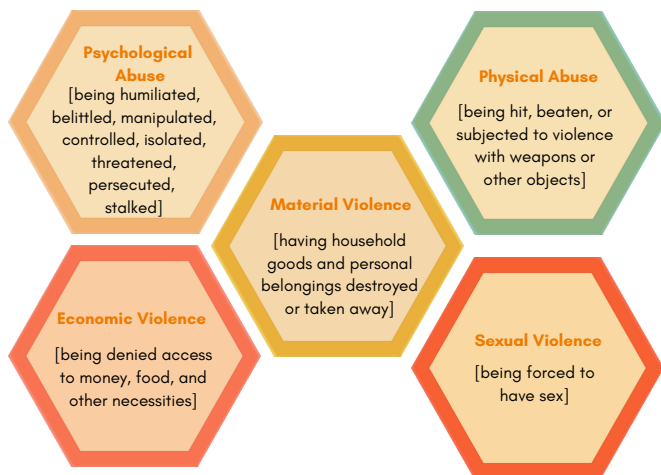 Psychological
Abuse
[being humiliated,
belittled, manipulated,
controlled, isolated,
threatened,
persecuted,
stalked]
Physical Abuse
[being hit, beaten, or
subjected to violence
with weapons or
other objects]
Material Violence
[having household
goods and personal
belongings destroyed
or taken away]
Economic Violence
[being denied access
to money, food, and
other necessities]
Sexual Violence
[being forced to
have sex]